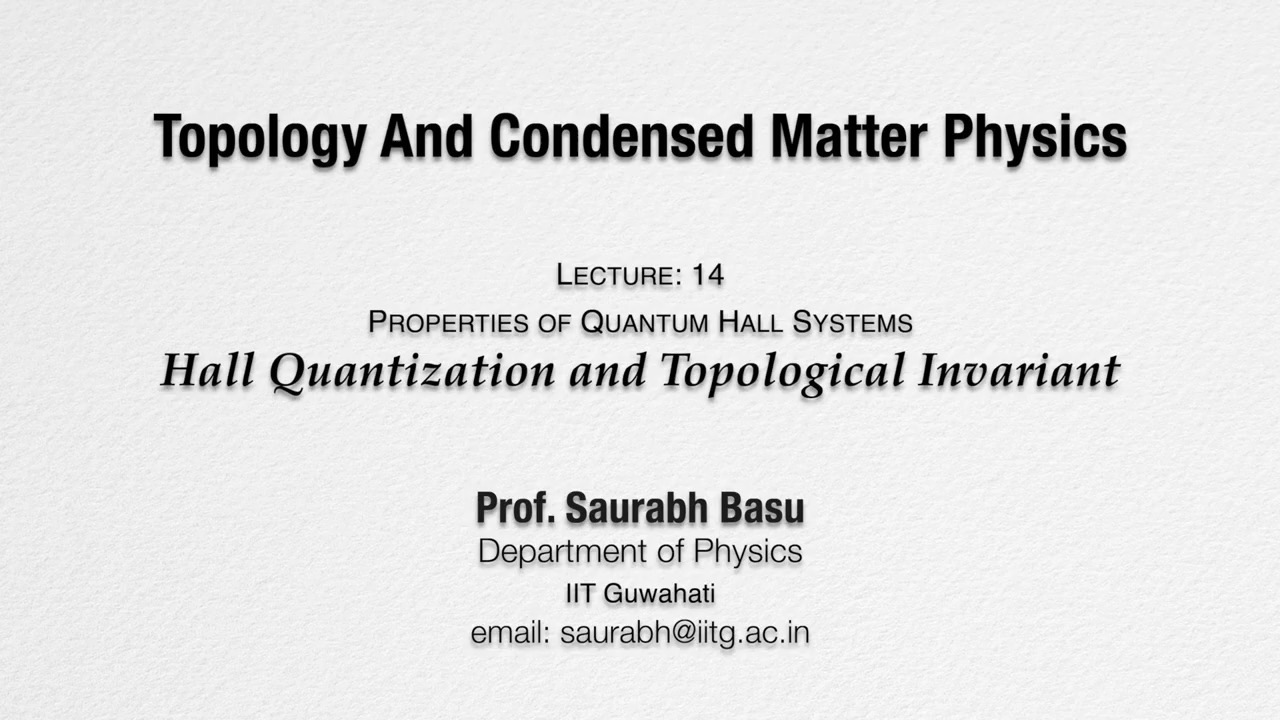 Topology And Condensed Matter Physics
LECTURE: 14
PROPERTIES OF QUANTUM HALL SYSTEMS
Hall Quantization and Topological Invariant
Prof. Saurabh Basu
Department of Physics
IIT Guwahati
email: saurabh@iitg.ac.in